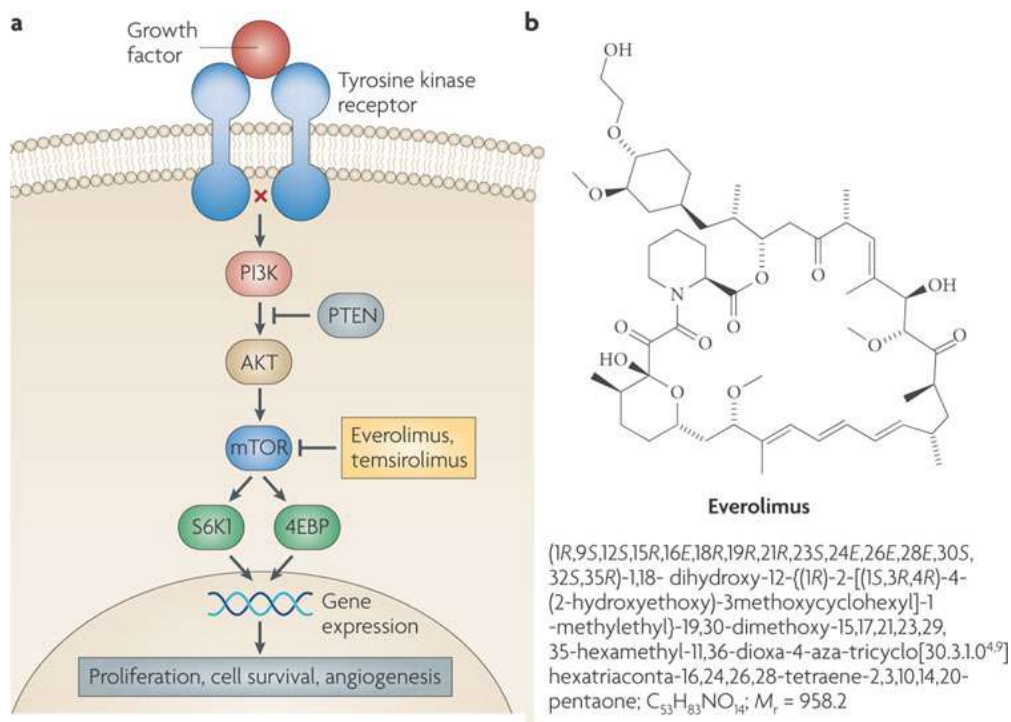 a
Growth
factor
Tyrosine kinase
receptor
×
PI3K
PTEN
AKT
mTOR
Everolimus,
temsirolimus
S6K1
4EBP
Gene
expression
Proliferation, cell survival, angiogenesis
b
OH
O
O
O
O
N
O
OH
O
O
O
O
O
HO
O
O
Everolimus
(1R,9S,12S,15R,16E,18R,19R,21R,23S,24E,26E,28E,30S,
32S,35R)-1,18- dihydroxy-12-{(1R)-2-[(1S,3R,4R)-4-
(2-hydroxyethoxy)-3methoxycyclohexyl]-1
-methylethyl}-19,30-dimethoxy-15,17,21,23,29,
35-hexamethyl-11,36-dioxa-4-aza-tricyclo[30.3.1.0⁴,⁹]
hexatriaconta-16,24,26,28-tetraene-2,3,10,14,20-
pentaone; C₅₃H₈₃NO₁₄; Mᵣ = 958.2